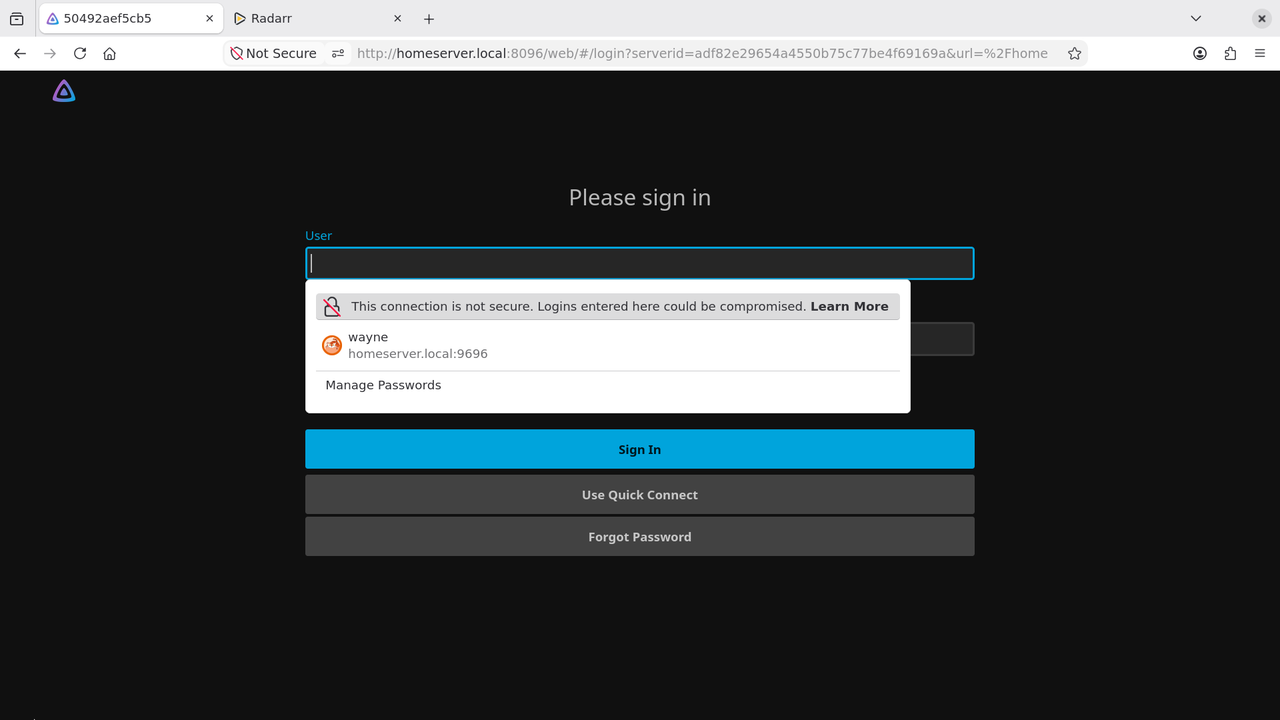 50492aef5cb5
Radarr
Not Secure
http://homeserver.local:8096/web/#/login?serverid=adf82e29654a4550b75c77be4f69169a&url=%2Fhome
Please sign in
User
This connection is not secure. Logins entered here could be compromised. Learn More
wayne
homeserver.local:9696
Manage Passwords
Sign In
Use Quick Connect
Forgot Password